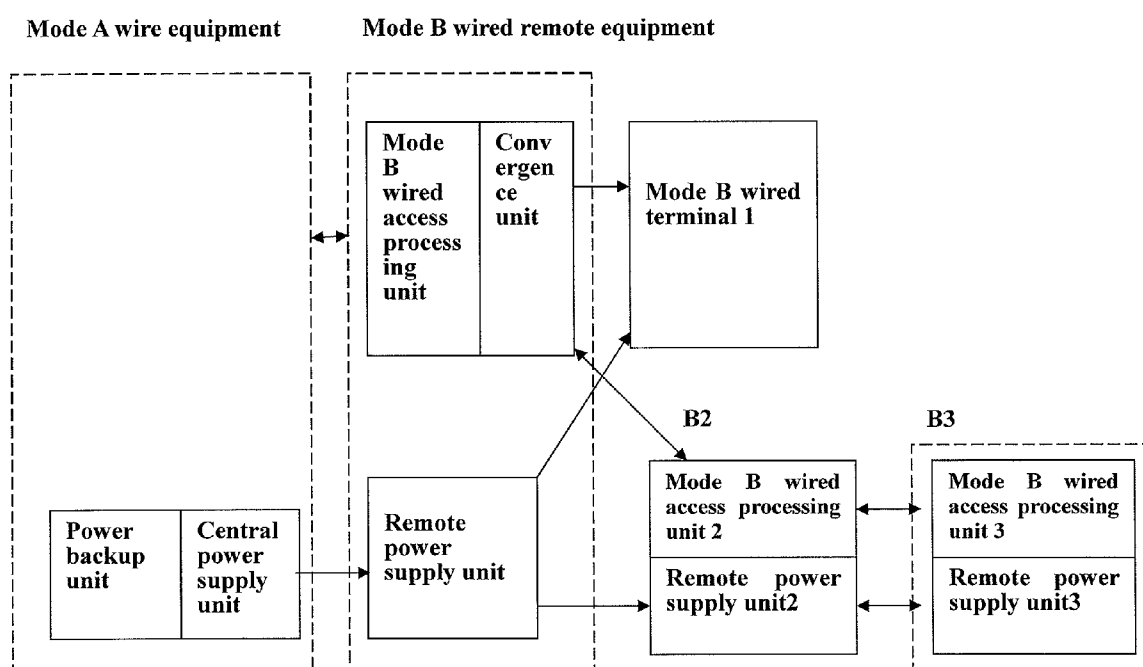 Mode A wire equipment
Mode B wired remote equipment
Mode
B
wired
access
process
ing
unit
Conv
ergen
ce
unit
Mode B wired
terminal 1
B2
B3
Mode B wired
access processing
unit 2
Mode B wired
access processing
unit 3
Power
backup
unit
Central
power
supply
unit
Remote
power
supply unit
Remote power
supply unit2
Remote power
supply unit3